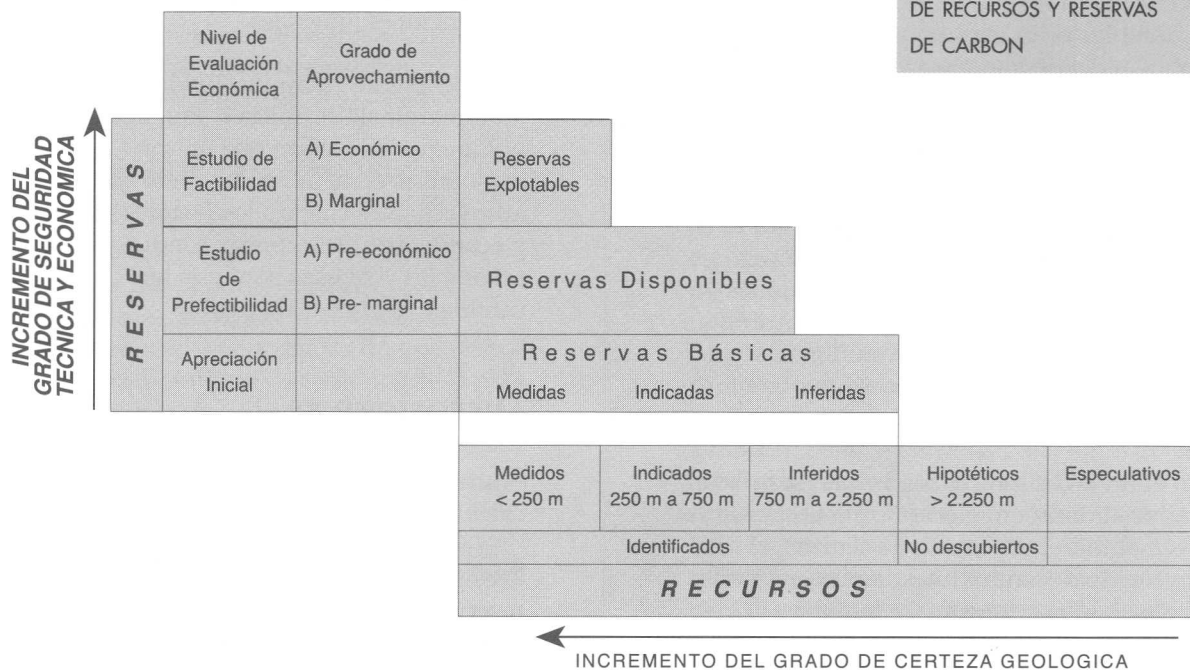 DE RECURSOS Y RESERVAS
DE CARBON
Nivel de
Evaluación
Económica
Grado de
Aprovechamiento
INCREMENTO DEL
GRADO DE SEGURIDAD
TECNICA Y ECONOMICA
RESERVAS
Estudio de
Factibilidad
A) Económico
B) Marginal
Reservas
Explotables
Estudio
de
Prefectibilidad
A) Pre-económico
B) Pre- marginal
Reservas Disponibles
Apreciación
Inicial
Reservas Básicas
Medidas Indicadas Inferidas
Medidos Indicados Inferidos Hipotéticos Especulativos
< 250 m 250 m a 750 m 750 m a 2.250 m > 2.250 m
Identificados No descubiertos
RECURSOS
INCREMENTO DEL GRADO DE CERTEZA GEOLOGICA